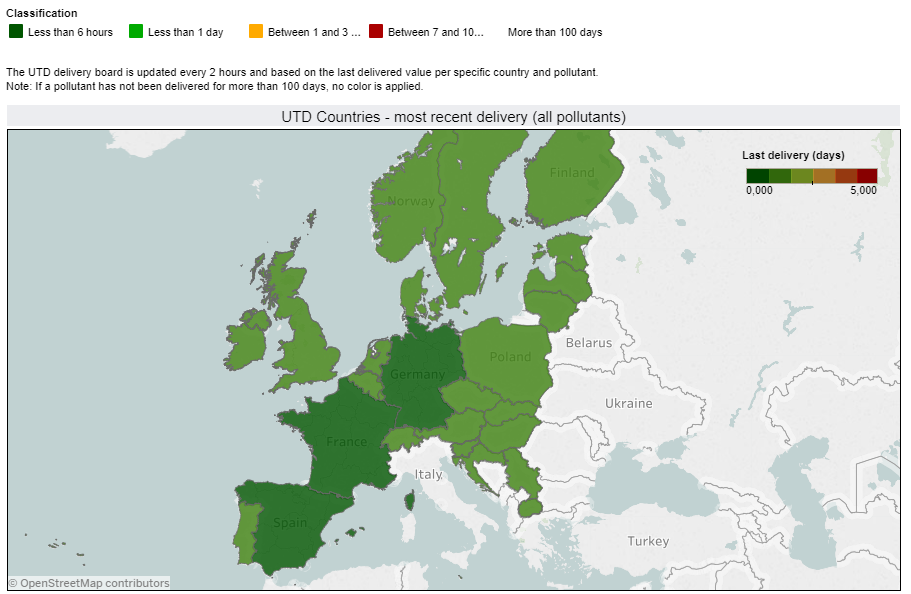 Classification
Less than 6 hours Less than 1 day Between 1 and 3 ... Between 7 and 10... More than 100 days
The UTD delivery board is updated every 2 hours and based on the last delivered value per specific country and pollutant.
Note: If a pollutant has not been delivered for more than 100 days, no color is applied.
UTD Countries - most recent delivery (all pollutants)
Last delivery (days)
0,000 5,000
Finland
Norway
Belarus
Poland
Germany
Ukraine
France
Italy
Spain
Turkey
© OpenStreetMap contributors